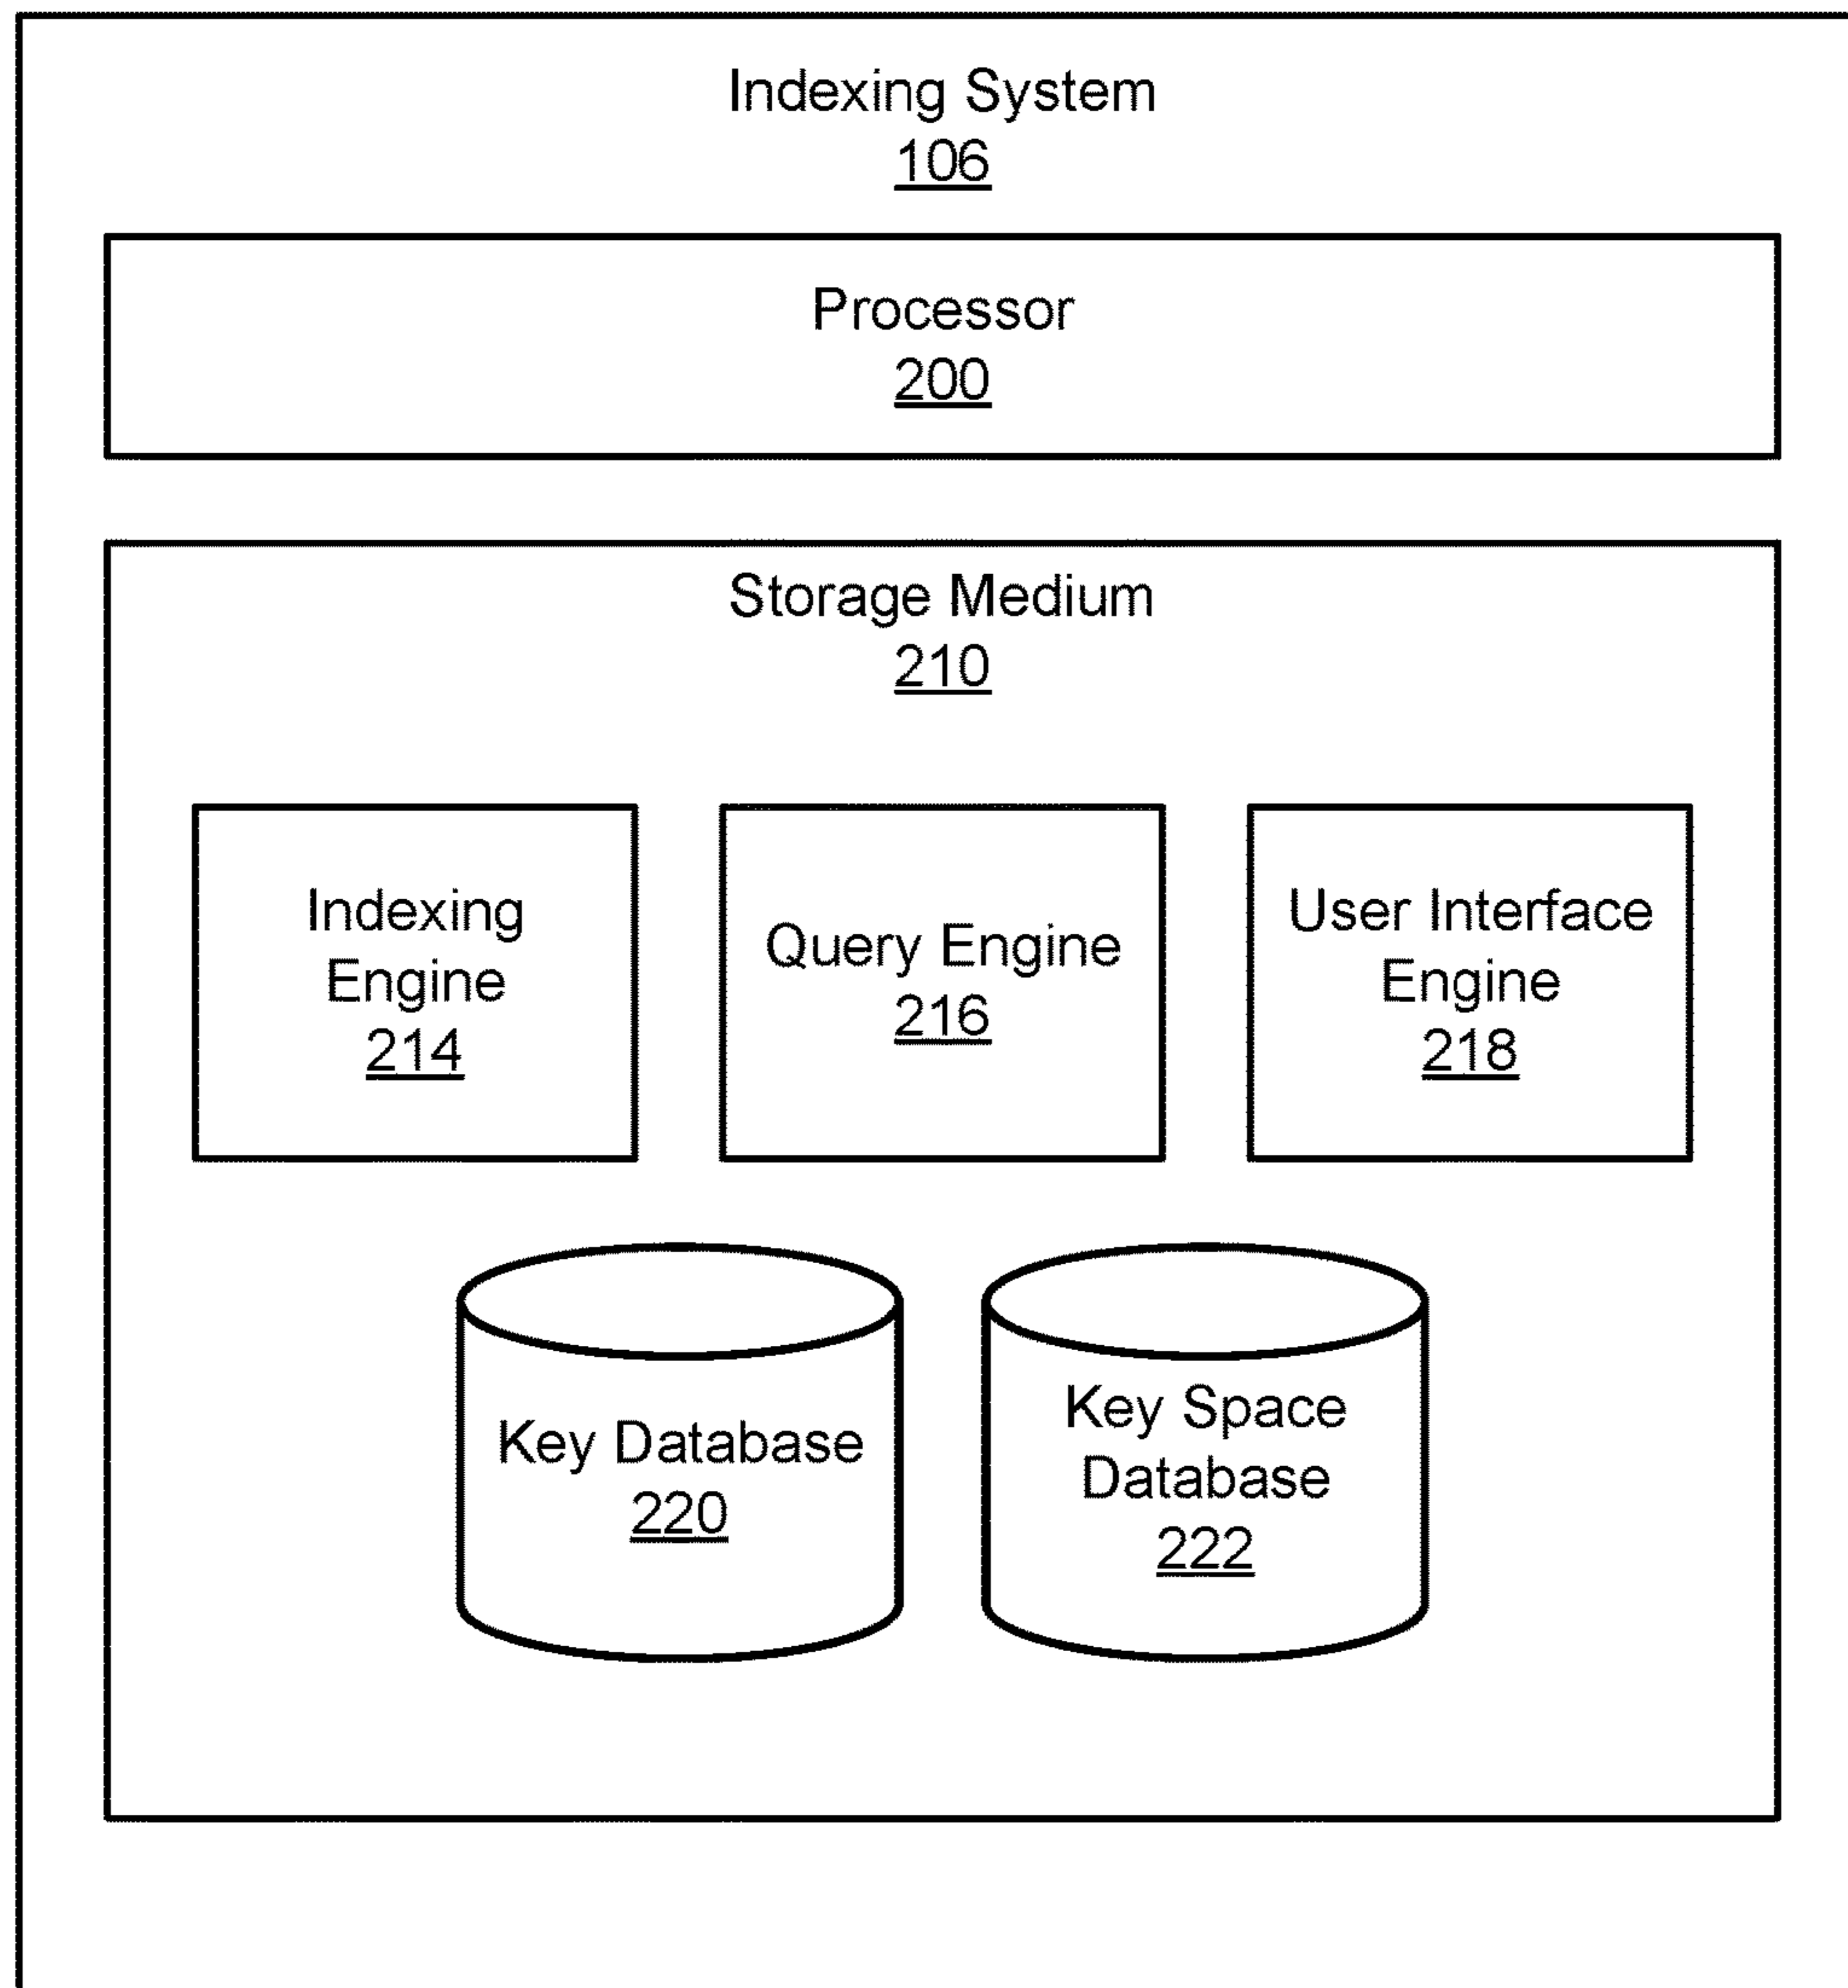 Indexing System
106
Processor
200
Storage Medium
210
Indexing
Engine
214
Query Engine
216
User Interface
Engine
218
Key Database
220
Key Space
Database
222